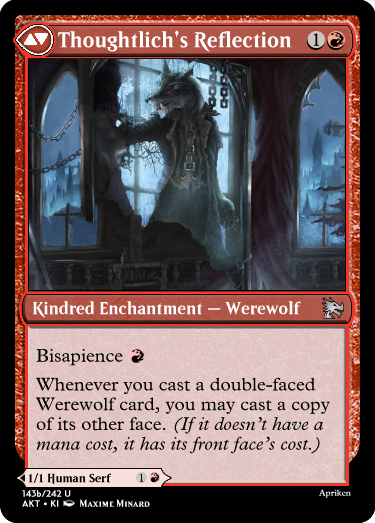 Thoughtlich's Reflection 1
Kindred Enchantment — Werewolf
Bisapience
Whenever you cast a double-faced
Werewolf card, you may cast a copy
of its other face. (If it doesn't have a
mana cost, it has its front face's cost.)
1/1 Human Serf 1
143b/242 U
AKT • KI Maxime Minard
Apriken